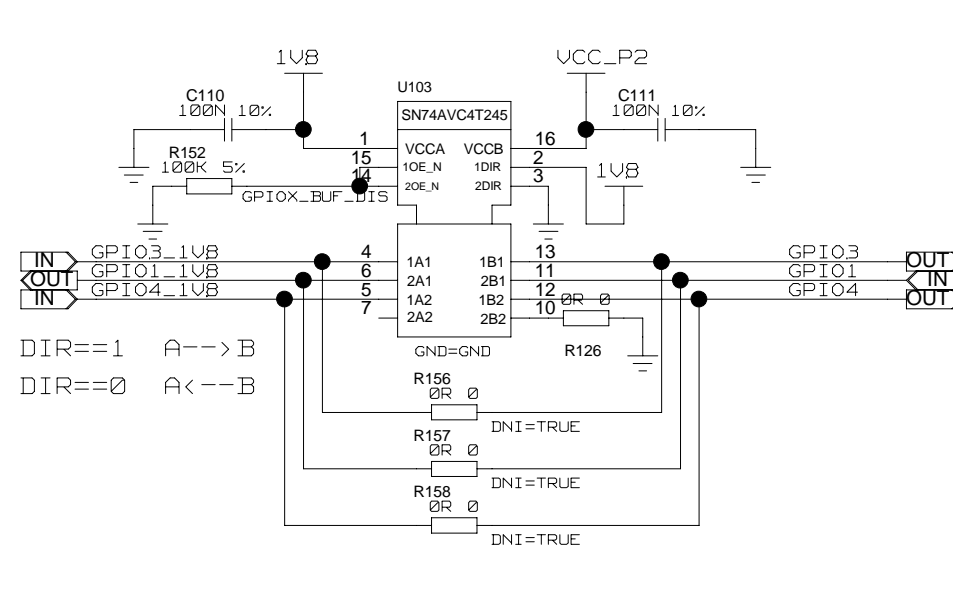 1V8
VCC_P2
U103
C110
100N 10%
C111
100N 10%
SN74AVC4T245
1
VCCA
VCCB
16
15
1OE_N
1DIR
2
14
2OE_N
2DIR
3
R152
100K 5%
GPIOX_BUF_DIS
1V8
IN
GPIO3_1V8
4
1A1
1B1
13
GPIO3
OUT
OUT
GPIO1_1V8
6
2A1
2B1
11
GPIO1
IN
IN
GPIO4_1V8
5
1A2
1B2
12
GPIO4
OUT
7
2A2
2B2
10
0R 0
R126
GND=GND
DIR==1 A-->B
DIR==0 A<--B
R156
0R 0
DNI=TRUE
R157
0R 0
DNI=TRUE
R158
0R 0
DNI=TRUE